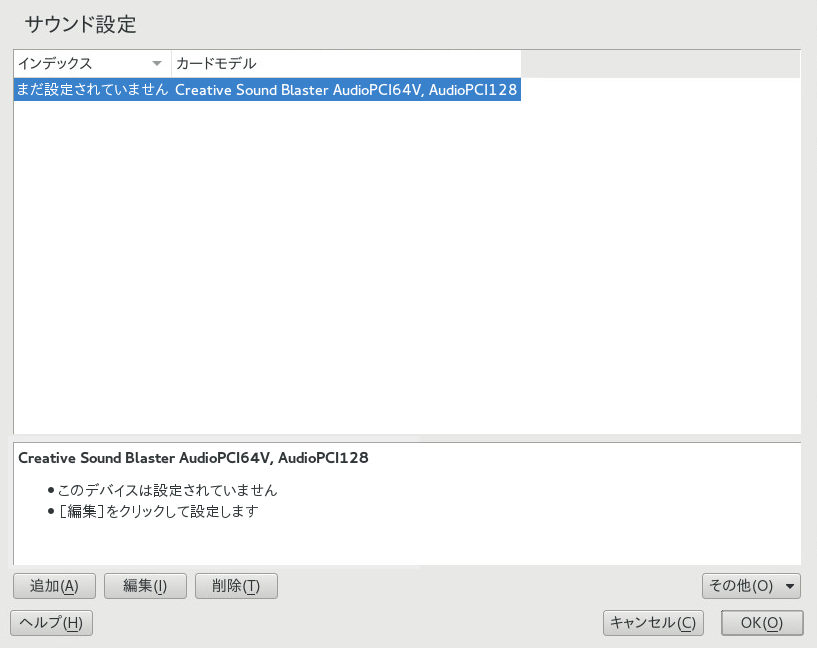 サウンド設定
インデックス カードモデル
まだ設定されていません Creative Sound Blaster AudioPCI64V, AudioPCI128
Creative Sound Blaster AudioPCI64V, AudioPCI128
• このデバイスは設定されていません
• [編集]をクリックして設定します
追加(A) 編集(I) 削除(T) その他(O)
ヘルプ(H) キャンセル(C) OK(O)